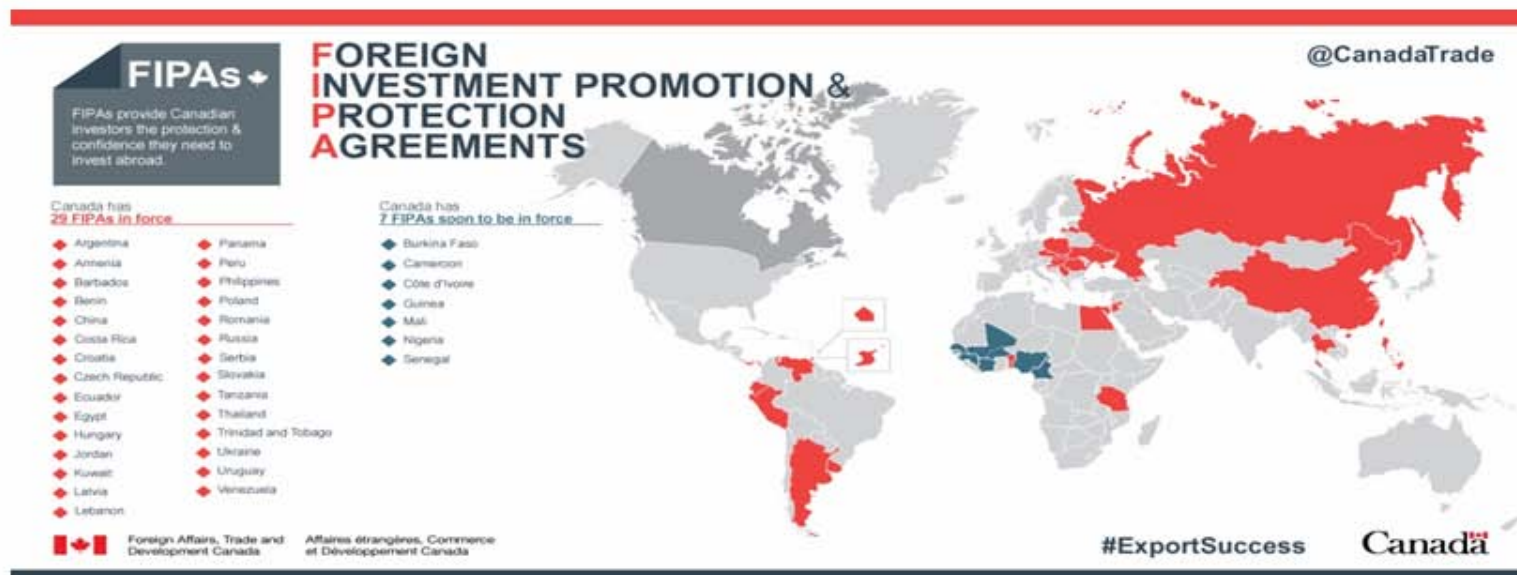 FIPAs
FIPAs provide Canadian
investors the protection &
confidence they need to
invest abroad.
FOREIGN
INVESTMENT PROMOTION &
PROTECTION
AGREEMENTS
@CanadaTrade
Canada has
29 FIPAs in force
Argentina
Armenia
Barbados
Benin
China
Costa Rica
Croatia
Czech Republic
Ecuador
Egypt
Hungary
Jordan
Kuwait
Latvia
Lebanon
Panama
Peru
Philippines
Poland
Romania
Russia
Serbia
Slovakia
Tanzania
Thailand
Trinidad and Tobago
Ukraine
Uruguay
Venezuela
Canada has
7 FIPAs soon to be in force
Burkina Faso
Cameroon
Côte d'Ivoire
Guinea
Mali
Nigeria
Senegal
Foreign Affairs, Trade and
Development Canada
Affaires étrangères, Commerce
et Développement Canada
#ExportSuccess
Canada